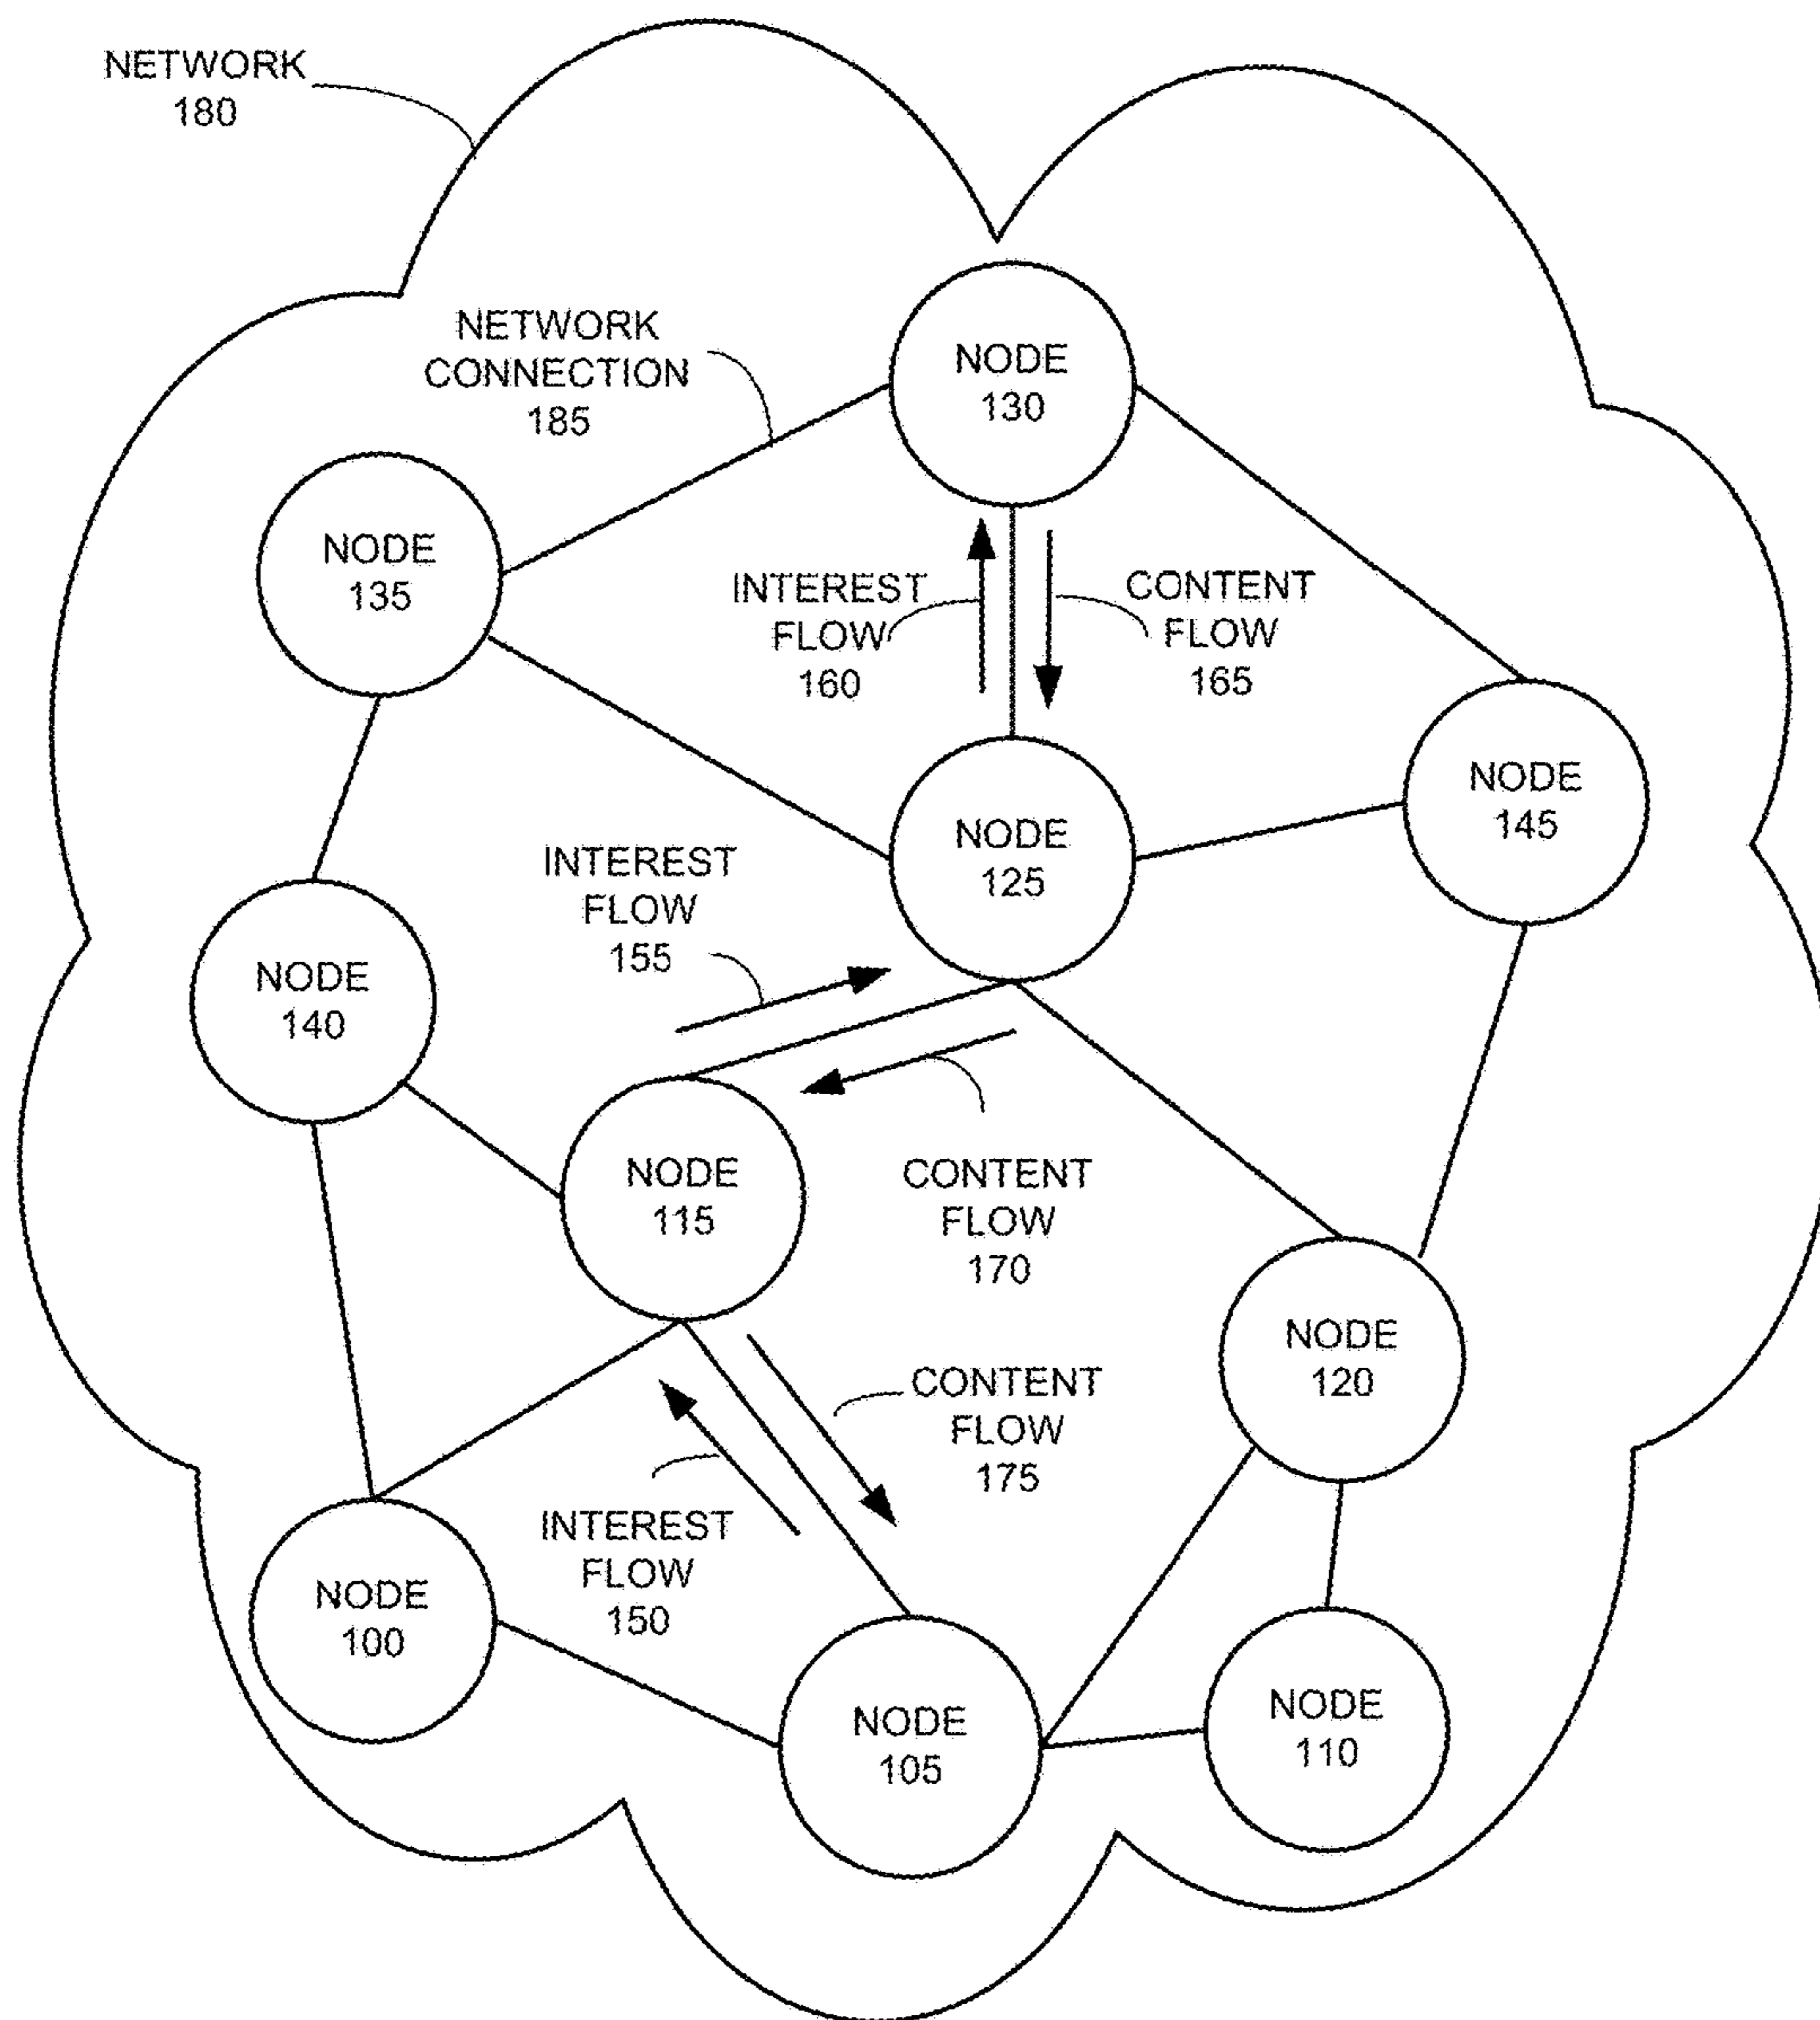 NETWORK
180
NETWORK
CONNECTION
185
NODE
130
NODE
135
INTEREST
FLOW
160
CONTENT
FLOW
165
NODE
145
NODE
125
INTEREST
FLOW
155
NODE
140
NODE
115
CONTENT
FLOW
170
NODE
120
CONTENT
FLOW
175
INTEREST
FLOW
150
NODE
100
NODE
105
NODE
110